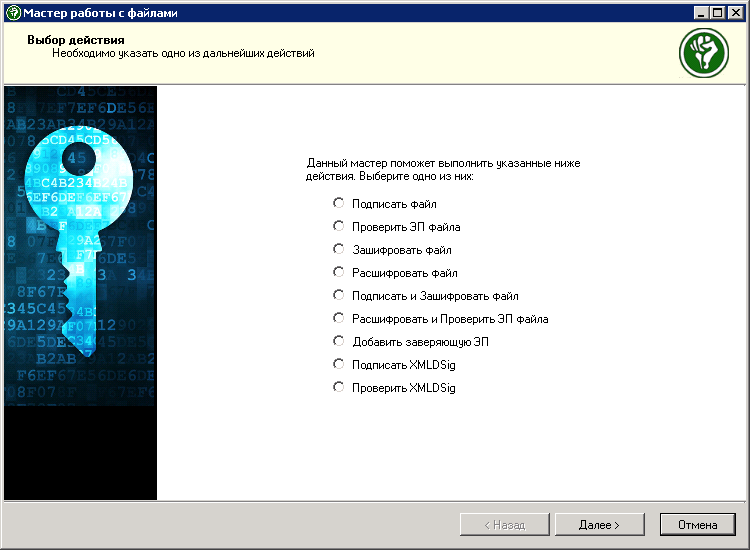 Мастер работы с файлами
Выбор действия
Необходимо указать одно из дальнейших действий
Данный мастер поможет выполнить указанные ниже
действия. Выберите одно из них:
Подписать файл
Проверить ЭП файла
Зашифровать файл
Расшифровать файл
Подписать и Зашифровать файл
Расшифровать и Проверить ЭП файла
Добавить заверяющую ЭП
Подписать XMLDSig
Проверить XMLDSig
< Назад
Далее >
Отмена